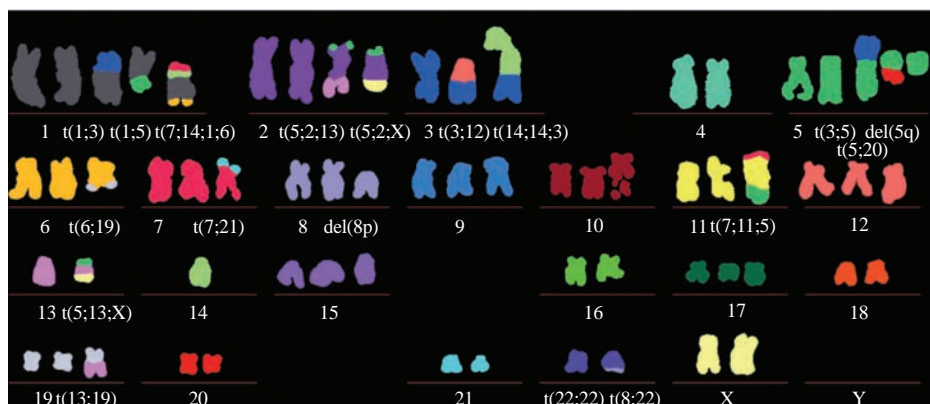 1 t(1;3) t(1;5) t(7;14;1;6) 2 t(5;2;13) t(5;2;X) 3 t(3;12) t(14;14;3) 4 5 t(3;5) del(5q)
t(5;20)
6 t(6;19) 7 t(7;21) 8 del(8p) 9 10 11 t(7;11;5) 12
13 t(5;13;X) 14 15 16 17 18
19 t(13;19) 20 21 t(22;22) t(8;22) X Y